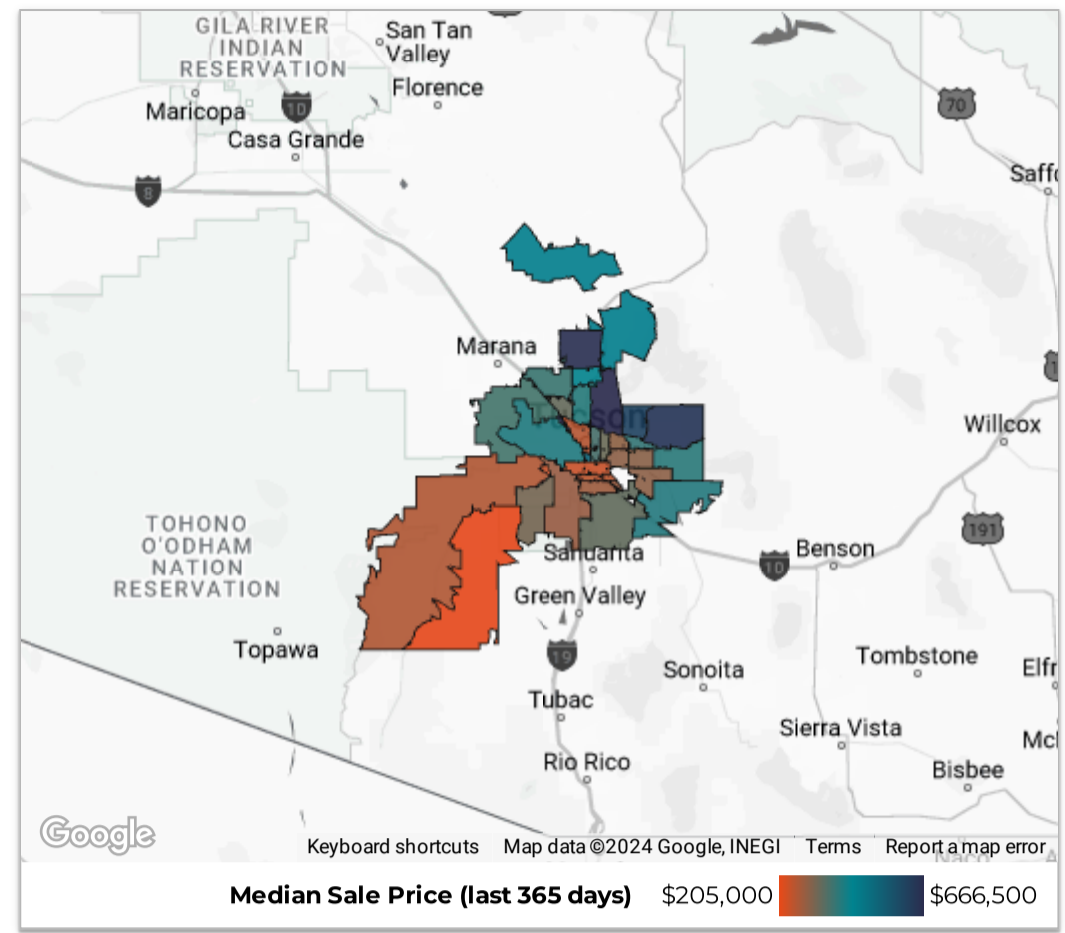 GILA RIVER
INDIAN
RESERVATION
San Tan
Valley
Florence
10
Maricopa
70
Casa Grande
8
Marana
Tucson
Willcox
TOHONO
O'ODHAM
NATION
RESERVATION
191
Sahuarita
10
Benson
Green Valley
Topawa
19
Sonoita
Tombstone
Tubac
Sierra Vista
Rio Rico
Bisbee
Google
Keyboard shortcuts
Map data ©2024 Google, INEGI
Terms
Report a map error
Naco
Median Sale Price (last 365 days)
$205,000
$666,500